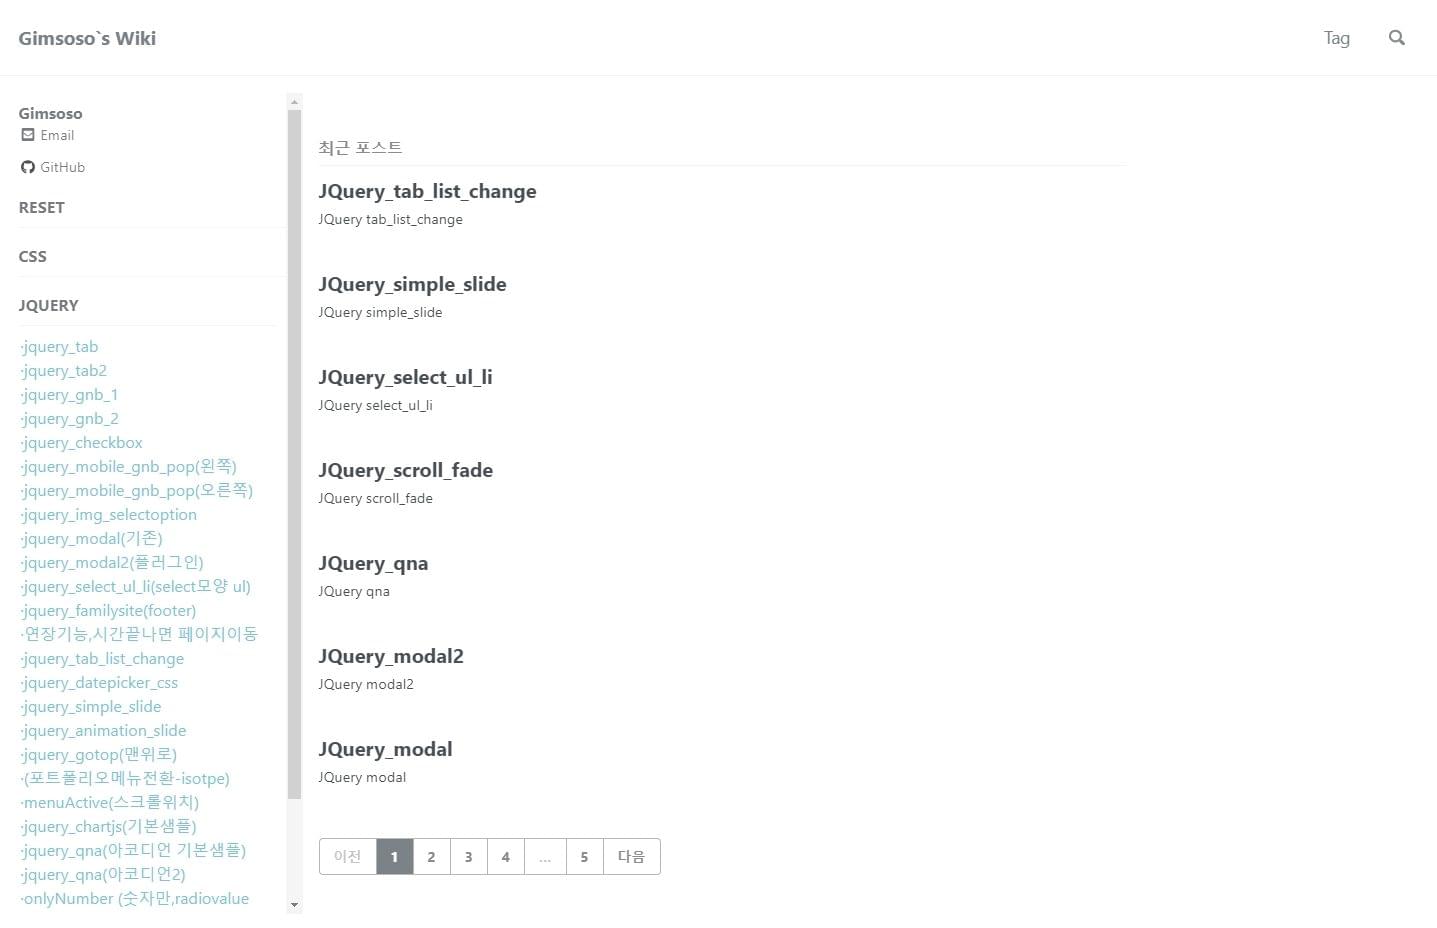 Gimsoso`s Wiki
Tag
Gimsoso
Email
GitHub
RESET
CSS
JQUERY
·jquery_tab
·jquery_tab2
·jquery_gnb_1
·jquery_gnb_2
·jquery_checkbox
·jquery_mobile_gnb_pop(왼쪽)
·jquery_mobile_gnb_pop(오른쪽)
·jquery_img_selectoption
·jquery_modal(기존)
·jquery_modal2(플러그인)
·jquery_select_ul_li(select모양 ul)
·jquery_familysite(footer)
·연장기능,시간끝나면 페이지이동
·jquery_tab_list_change
·jquery_datepicker_css
·jquery_simple_slide
·jquery_animation_slide
·jquery_gotop(맨위로)
·(포트폴리오메뉴전환-isotpe)
·menuActive(스크롤위치)
·jquery_chartjs(기본샘플)
·jquery_qna(아코디언 기본샘플)
·jquery_qna(아코디언2)
·onlyNumber (숫자만,radiovalue
최근 포스트
JQuery_tab_list_change
JQuery tab_list_change
JQuery_simple_slide
JQuery simple_slide
JQuery_select_ul_li
JQuery select_ul_li
JQuery_scroll_fade
JQuery scroll_fade
JQuery_qna
JQuery qna
JQuery_modal2
JQuery modal2
JQuery_modal
JQuery modal
이전 1 2 3 4 … 5 다음